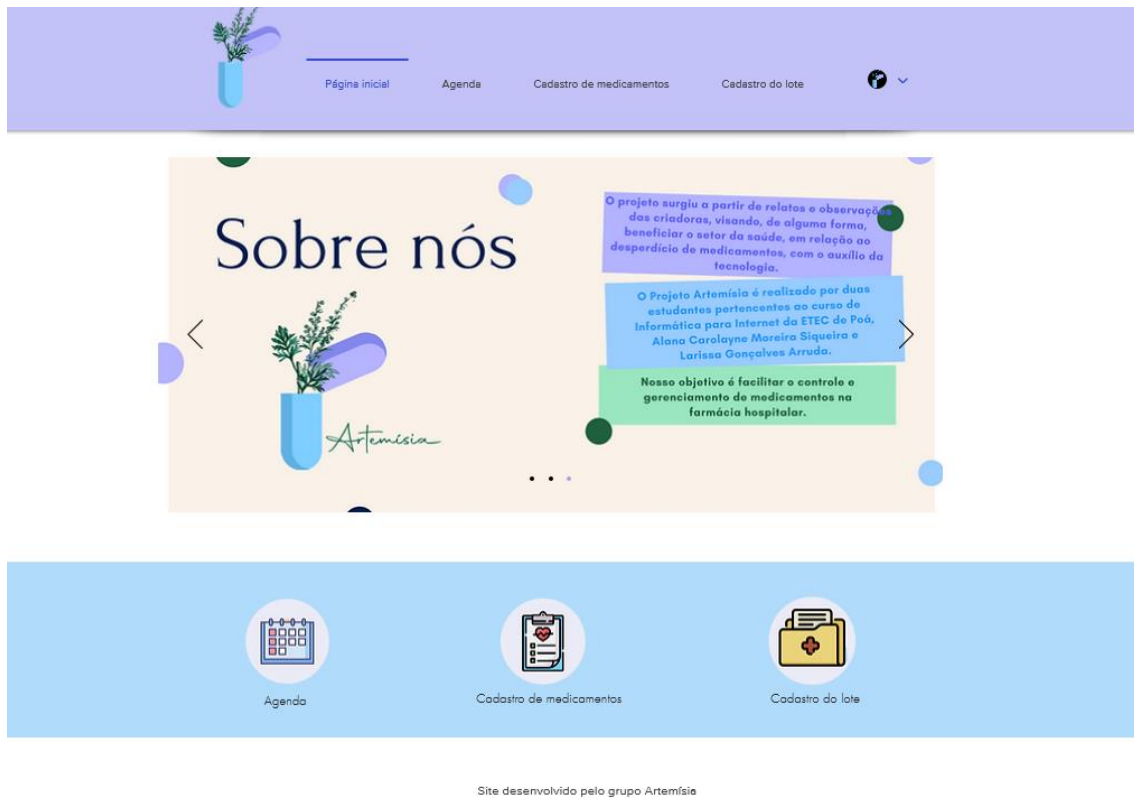 Página inicial
Agenda
Cadastro de medicamentos
Cadastro do lote
Sobre nós
Artemísia
O projeto surgiu a partir de relatos e observações
das criadoras, visando, de alguma forma,
beneficiar o setor da saúde, em relação ao
desperdício de medicamentos, com o auxílio da
tecnologia.
O Projeto Artemísia é realizado por duas
estudantes pertencentes ao curso de
Informática para Internet da ETEC de Poá,
Alana Carolayne Moreira Siqueira e
Larissa Gonçalves Arruda.
Nosso objetivo é facilitar o controle e
gerenciamento de medicamentos na
farmácia hospitalar.
Agenda
Cadastro de medicamentos
Cadastro do lote
Site desenvolvido pelo grupo Artemísia